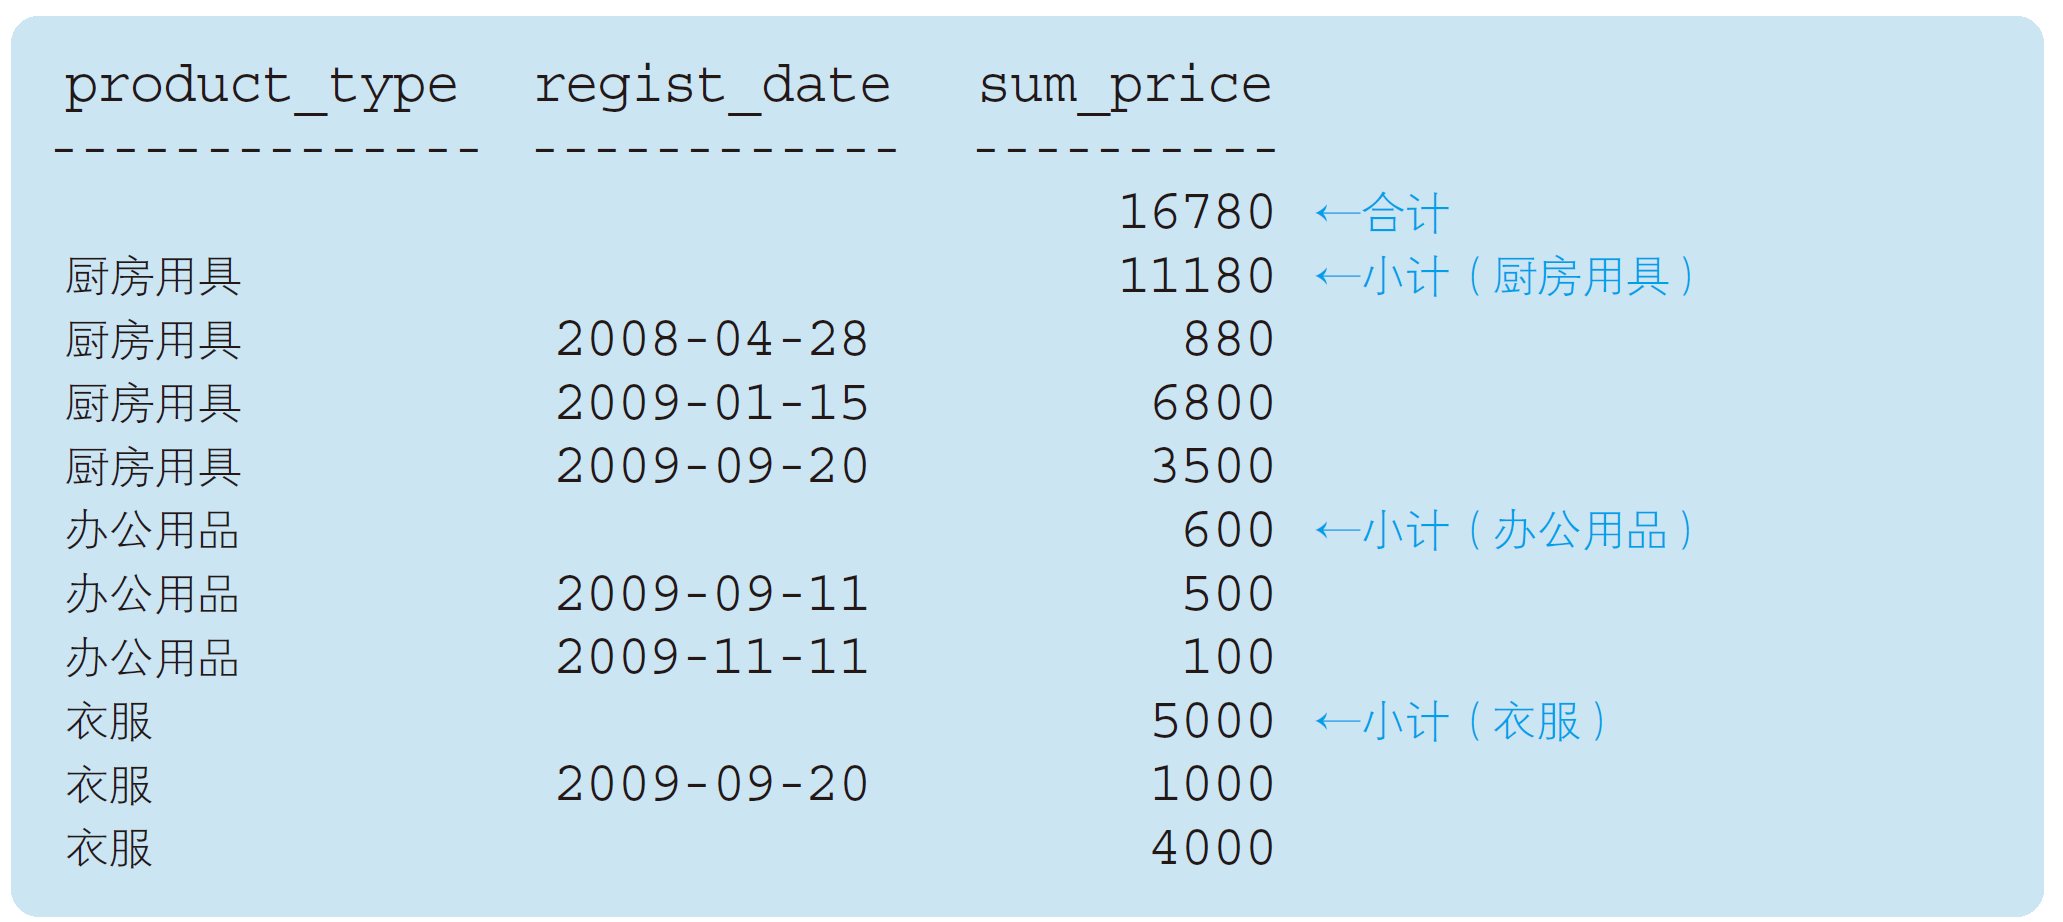 product_type regist_date sum_price
-------------- ------------ ----------
16780 ←合计
厨房用具 11180 ←小计（厨房用具）
厨房用具 2008-04-28 880
厨房用具 2009-01-15 6800
厨房用具 2009-09-20 3500
办公用品 600 ←小计（办公用品）
办公用品 2009-09-11 500
办公用品 2009-11-11 100
衣服 5000 ←小计（衣服）
衣服 2009-09-20 1000
衣服 4000